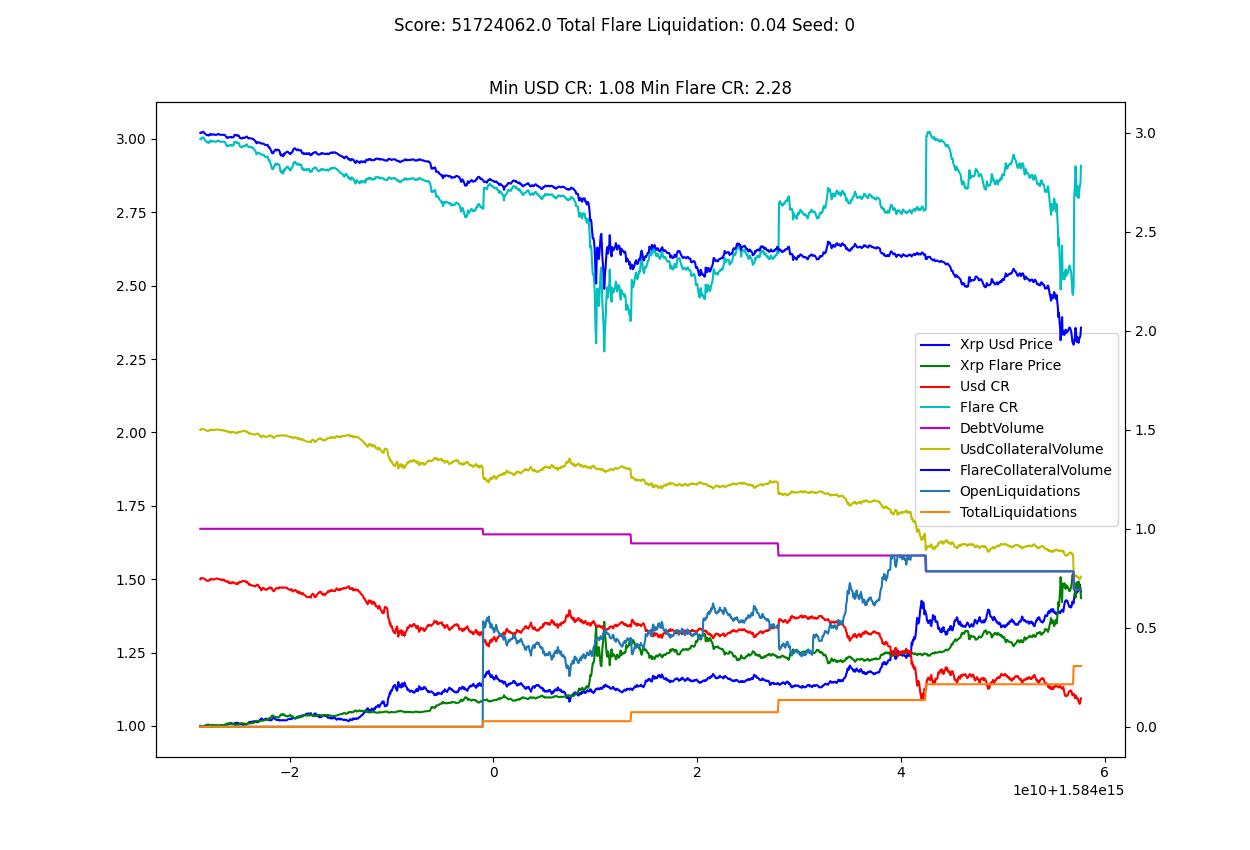 Score: 51724062.0 Total Flare Liquidation: 0.04 Seed: 0
Min USD CR: 1.08 Min Flare CR: 2.28
3.00
2.75
2.50
2.25
2.00
1.75
1.50
1.25
1.00
3.0
2.5
2.0
1.5
1.0
0.5
0.0
Xrp Usd Price
Xrp Flare Price
Usd CR
Flare CR
DebtVolume
UsdCollateralVolume
FlareCollateralVolume
OpenLiquidations
TotalLiquidations
−2 0 2 4 6
1e10+1.584e15